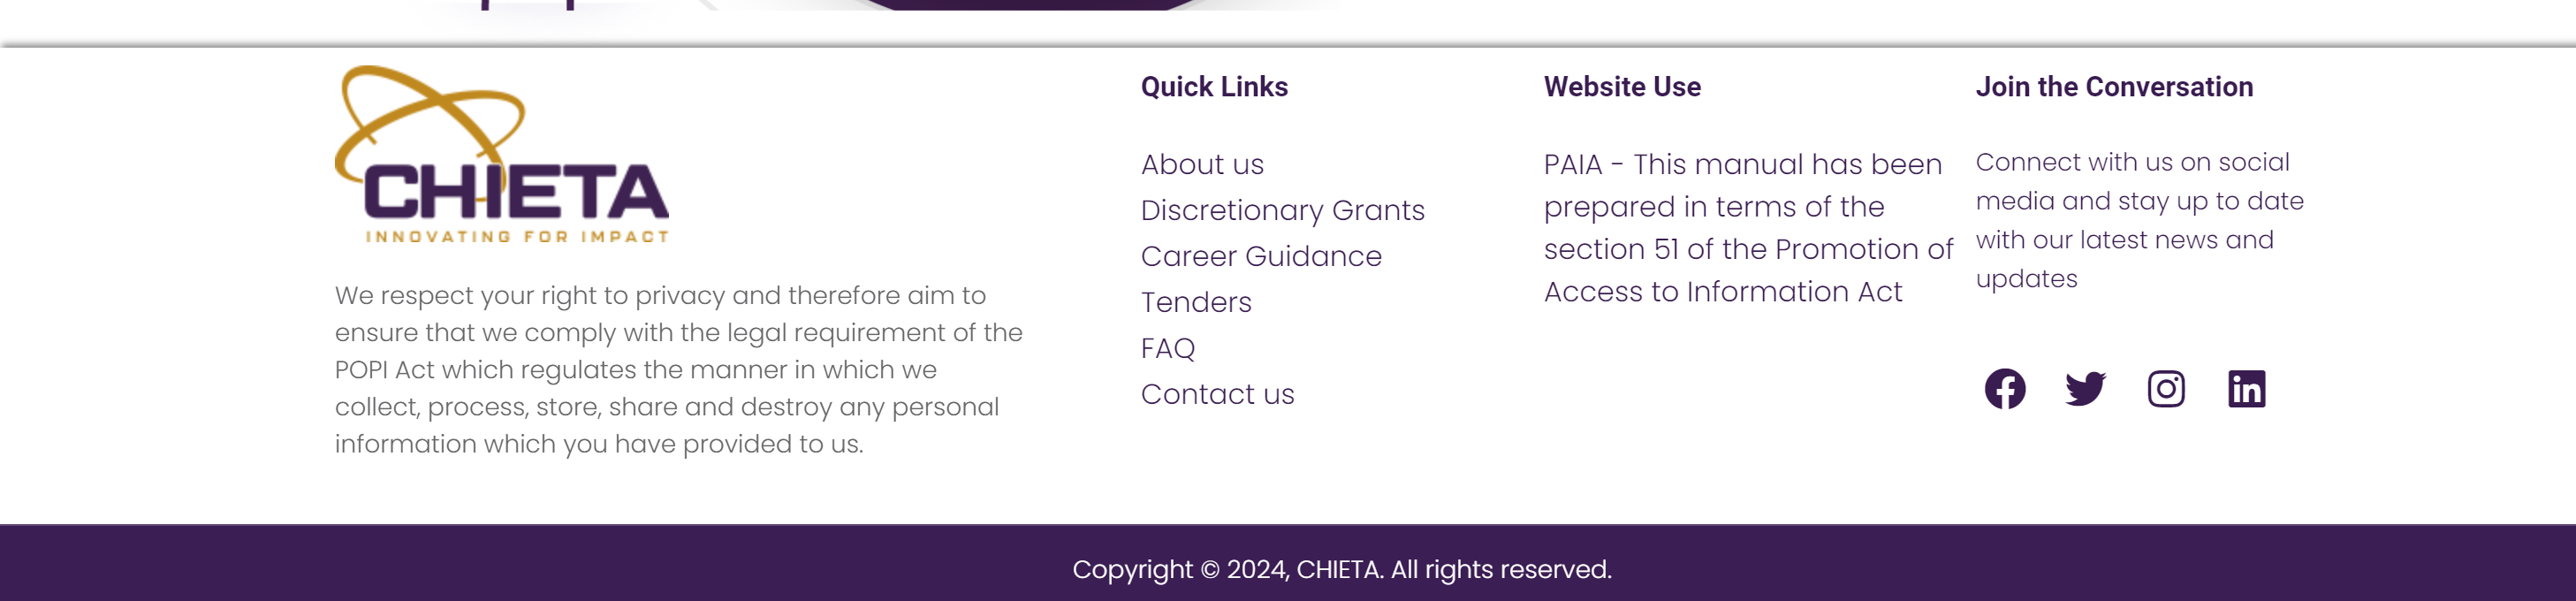 CHIETA
INNOVATING FOR IMPACT
We respect your right to privacy and therefore aim to
ensure that we comply with the legal requirement of the
POPI Act which regulates the manner in which we
collect, process, store, share and destroy any personal
information which you have provided to us.
Quick Links
About us
Discretionary Grants
Career Guidance
Tenders
FAQ
Contact us
Website Use
PAIA - This manual has been
prepared in terms of the
section 51 of the Promotion of
Access to Information Act
Join the Conversation
Connect with us on social
media and stay up to date
with our latest news and
updates
Copyright © 2024, CHIETA. All rights reserved.